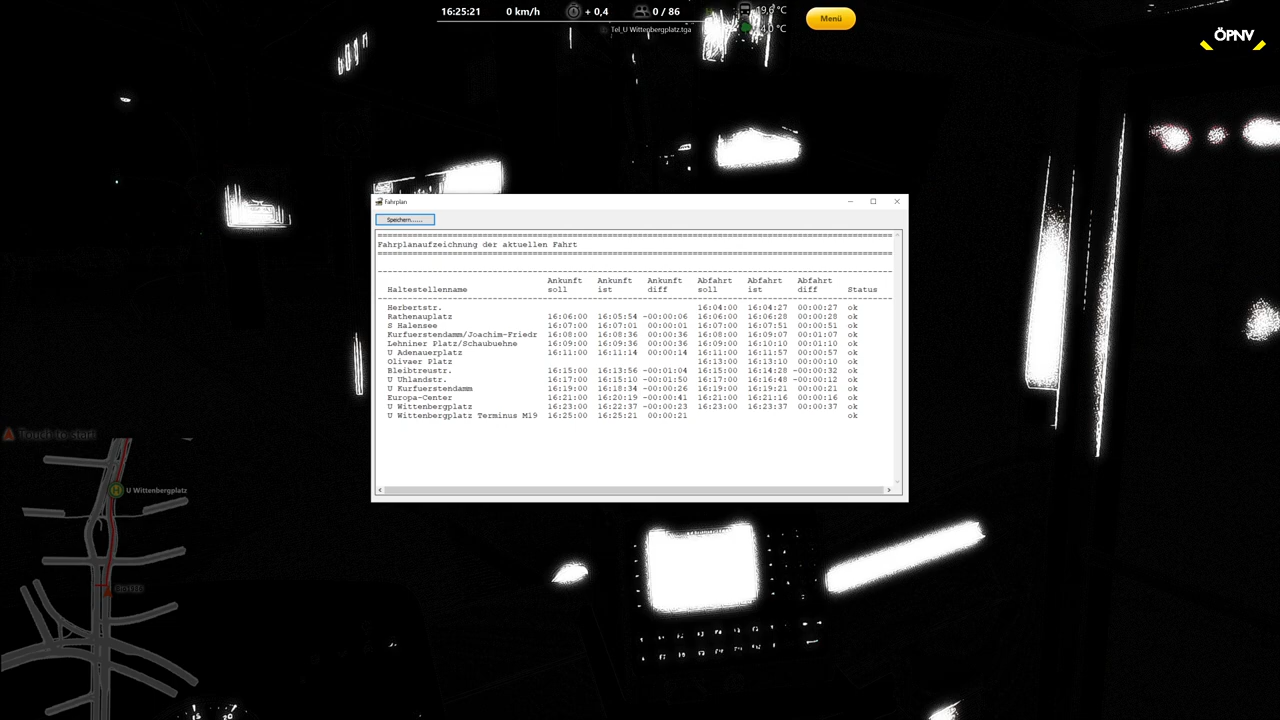 16:25:21 0 km/h + 0,4 0 / 86 19,6 °C Menü
Tel_U Wittenbergplatz.tga
ÖPNV
Fahrplan
Speichern......
Fahrplanaufzeichnung der aktuellen Fahrt
Ankunft Ankunft Ankunft Abfahrt Abfahrt Abfahrt
Haltestellenname soll ist diff soll ist diff Status
Herbertstr. 16:04:00 16:04:27 00:00:27 ok
Rathenauplatz 16:06:00 16:05:54 -00:00:06 16:06:00 16:06:28 00:00:28 ok
S Halensee 16:07:00 16:07:01 00:00:01 16:07:00 16:07:51 00:00:51 ok
Kurfuerstendamm/Joachim-Friedr 16:08:00 16:08:36 00:00:36 16:08:00 16:09:07 00:01:07 ok
Lehniner Platz/Schaubuehne 16:09:00 16:09:36 00:00:36 16:09:00 16:10:10 00:01:10 ok
U Adenauerplatz 16:11:00 16:11:14 00:00:14 16:11:00 16:11:57 00:00:57 ok
Olivaer Platz 16:13:00 16:13:10 00:00:10 ok
Bleibtreustr. 16:15:00 16:13:56 -00:01:04 16:15:00 16:14:28 -00:00:32 ok
U Uhlandstr. 16:17:00 16:15:10 -00:01:50 16:17:00 16:16:48 -00:00:12 ok
U Kurfuerstendamm 16:19:00 16:18:34 -00:00:26 16:19:00 16:19:21 00:00:21 ok
Europa-Center 16:21:00 16:20:19 -00:00:41 16:21:00 16:21:16 00:00:16 ok
U Wittenbergplatz 16:23:00 16:22:37 -00:00:23 16:23:00 16:23:37 00:00:37 ok
U Wittenbergplatz Terminus M19 16:25:00 16:25:21 00:00:21 ok
Touch to start
U Wittenbergplatz